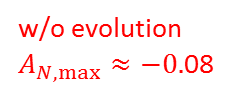 w/o evolution
A_{N,max} ≈ −0.08